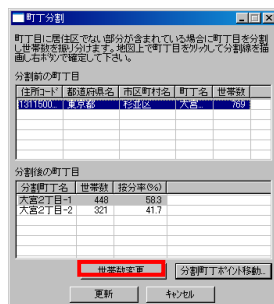 町丁分割
町丁目に居住区でない部分が含まれている場合に町丁目を分割
し世帯数を振り分けます。地図上で町丁目をクリックして分割線を描
画し右ボタンで確定して下さい。
分割前の町丁目
住所コード 都道府県名 市区町村名 町丁名 世帯数
1311500... 東京都 杉並区 大宮... 769
分割後の町丁目
分割町丁名 世帯数 按分率(%)
大宮2丁目-1 448 58.3
大宮2丁目-2 321 41.7
世帯数変更 分割町丁ポイント移動...
更新 キャンセル